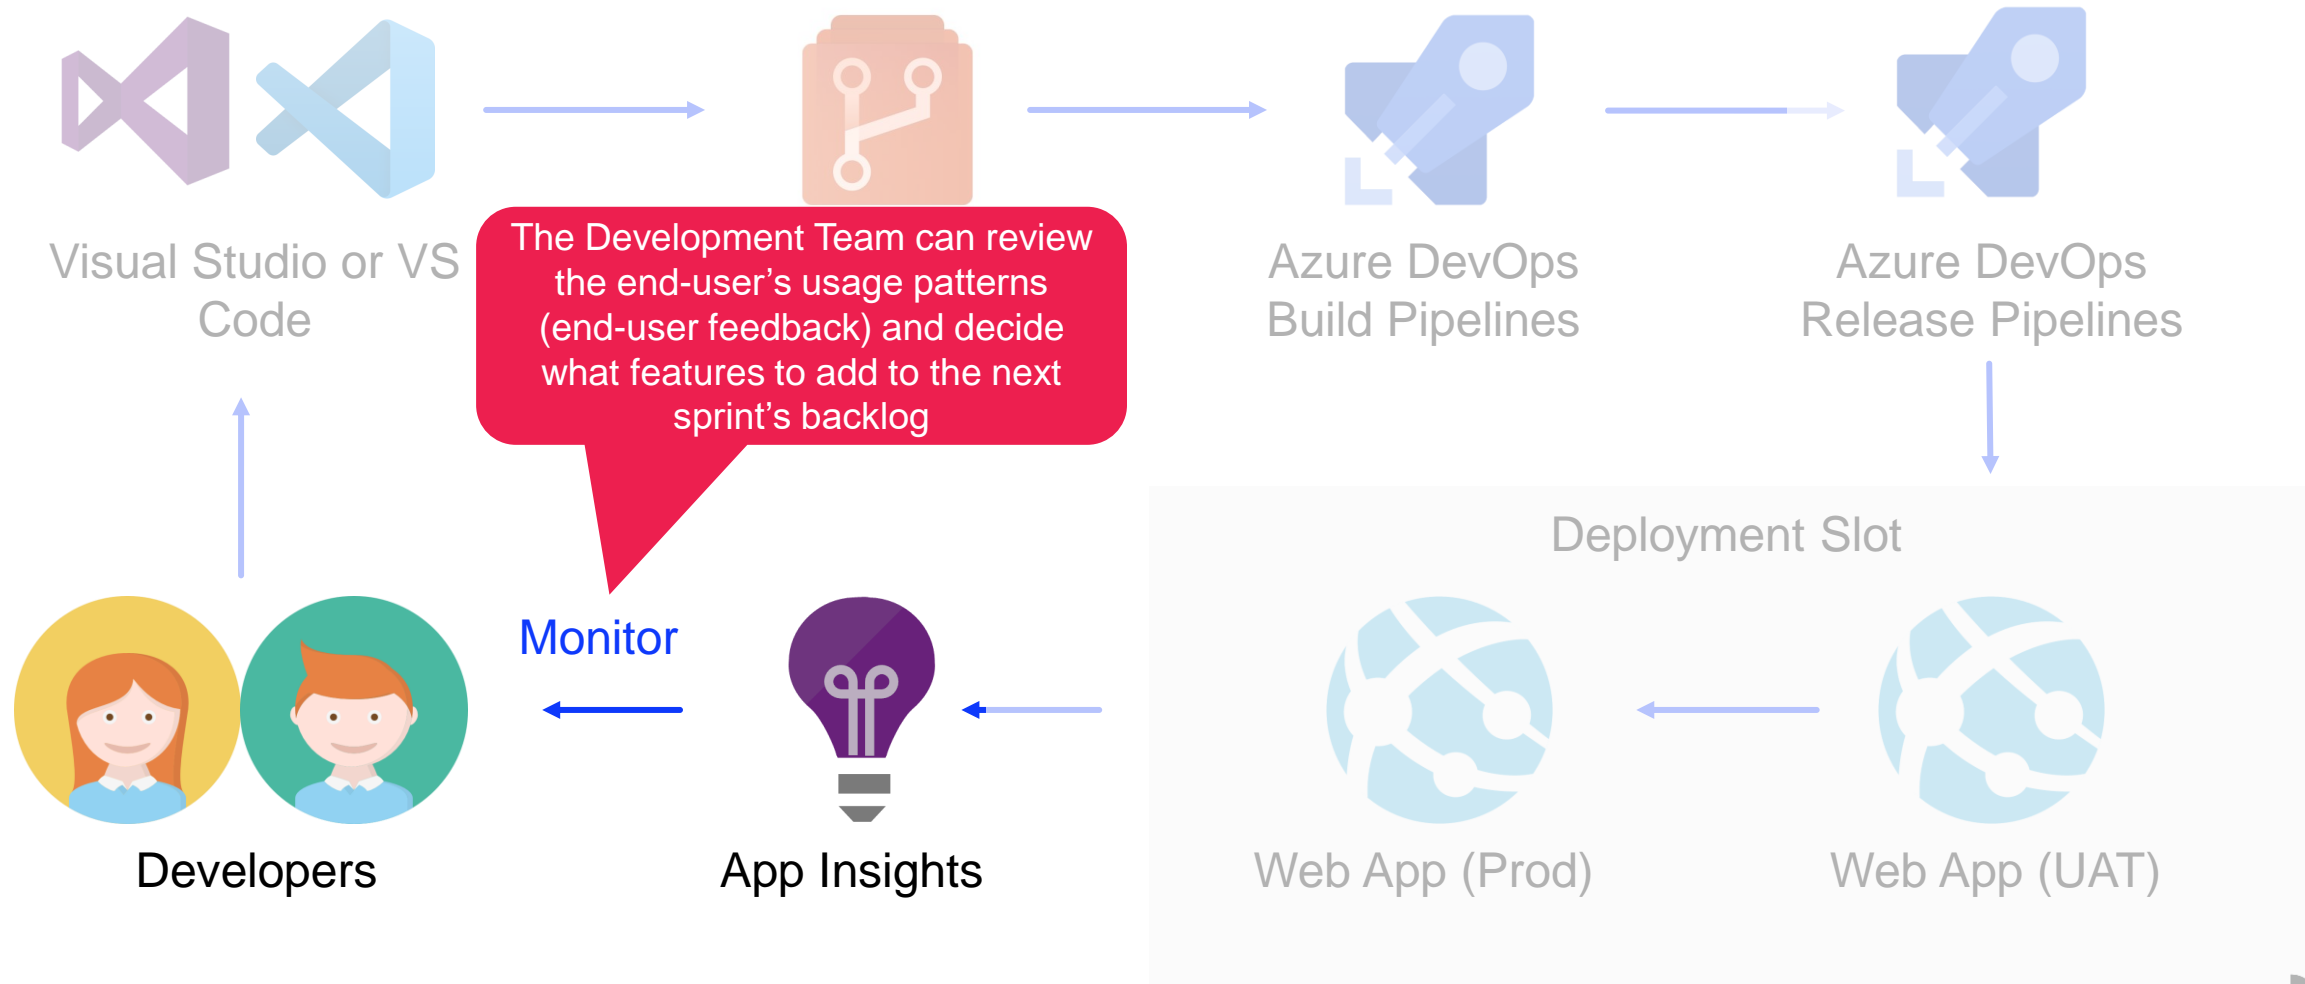 Visual Studio or VS
Code
The Development Team can review
the end-user’s usage patterns
(end-user feedback) and decide
what features to add to the next
sprint’s backlog
Azure DevOps
Build Pipelines
Azure DevOps
Release Pipelines
Deployment Slot
Monitor
Developers
App Insights
Web App (Prod)
Web App (UAT)